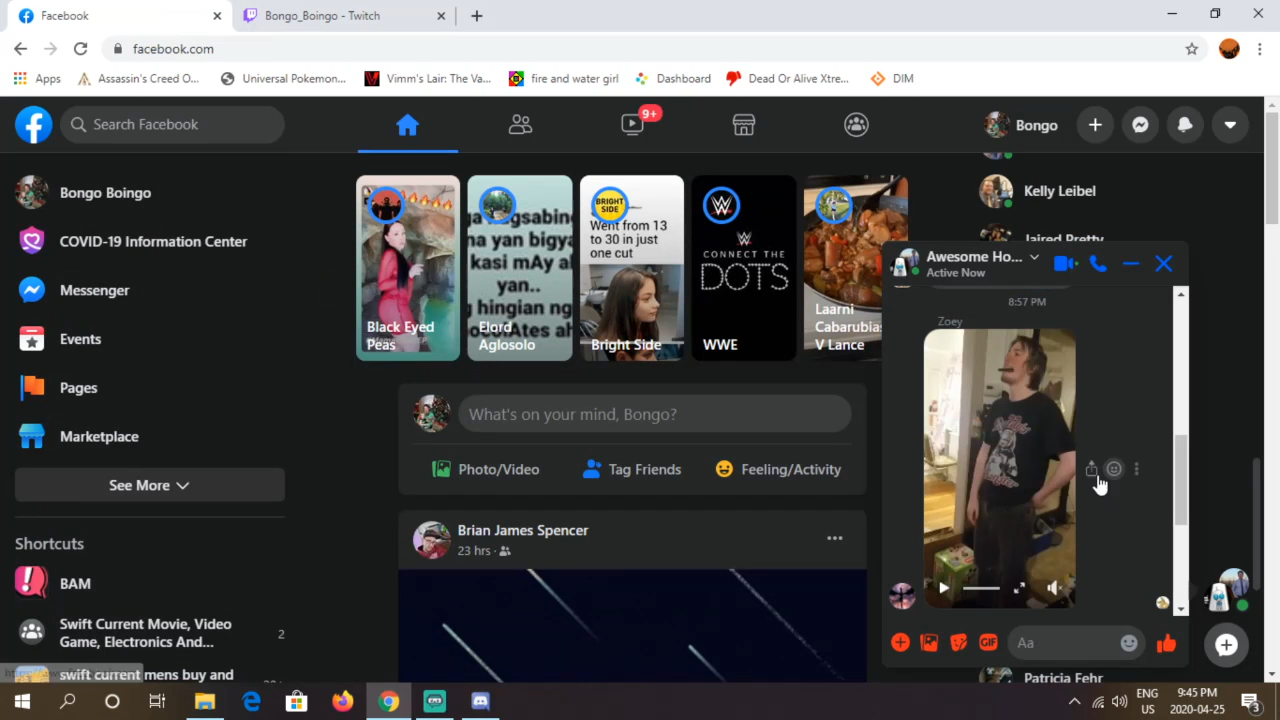 Facebook
Bongo_Boingo - Twitch
facebook.com
Apps
Assassin's Creed O...
Universal Pokemon...
Vimm's Lair: The Va...
fire and water girl
Dashboard
Dead Or Alive Xtre...
DIM
Search Facebook
9+
Bongo
Bongo Boingo
COVID-19 Information Center
Messenger
Events
Pages
Marketplace
See More
Shortcuts
BAM
Swift Current Movie, Video
Game, Electronics And...
2
swift current mens buy and
BRIGHT
SIDE
Went from 13
to 30 in just
one cut
CONNECT THE
DOTS
Black Eyed
Peas
Elord
Aglosolo
Bright Side
WWE
Laarni
Cabarubias
V Lance
What's on your mind, Bongo?
Photo/Video
Tag Friends
Feeling/Activity
Brian James Spencer
23 hrs ·
Kelly Leibel
Jaired Pretty
Awesome Ho...
Active Now
8:57 PM
Zoey
GIF
Aa
Patricia Fehr
ENG
US
9:45 PM
2020-04-25
3